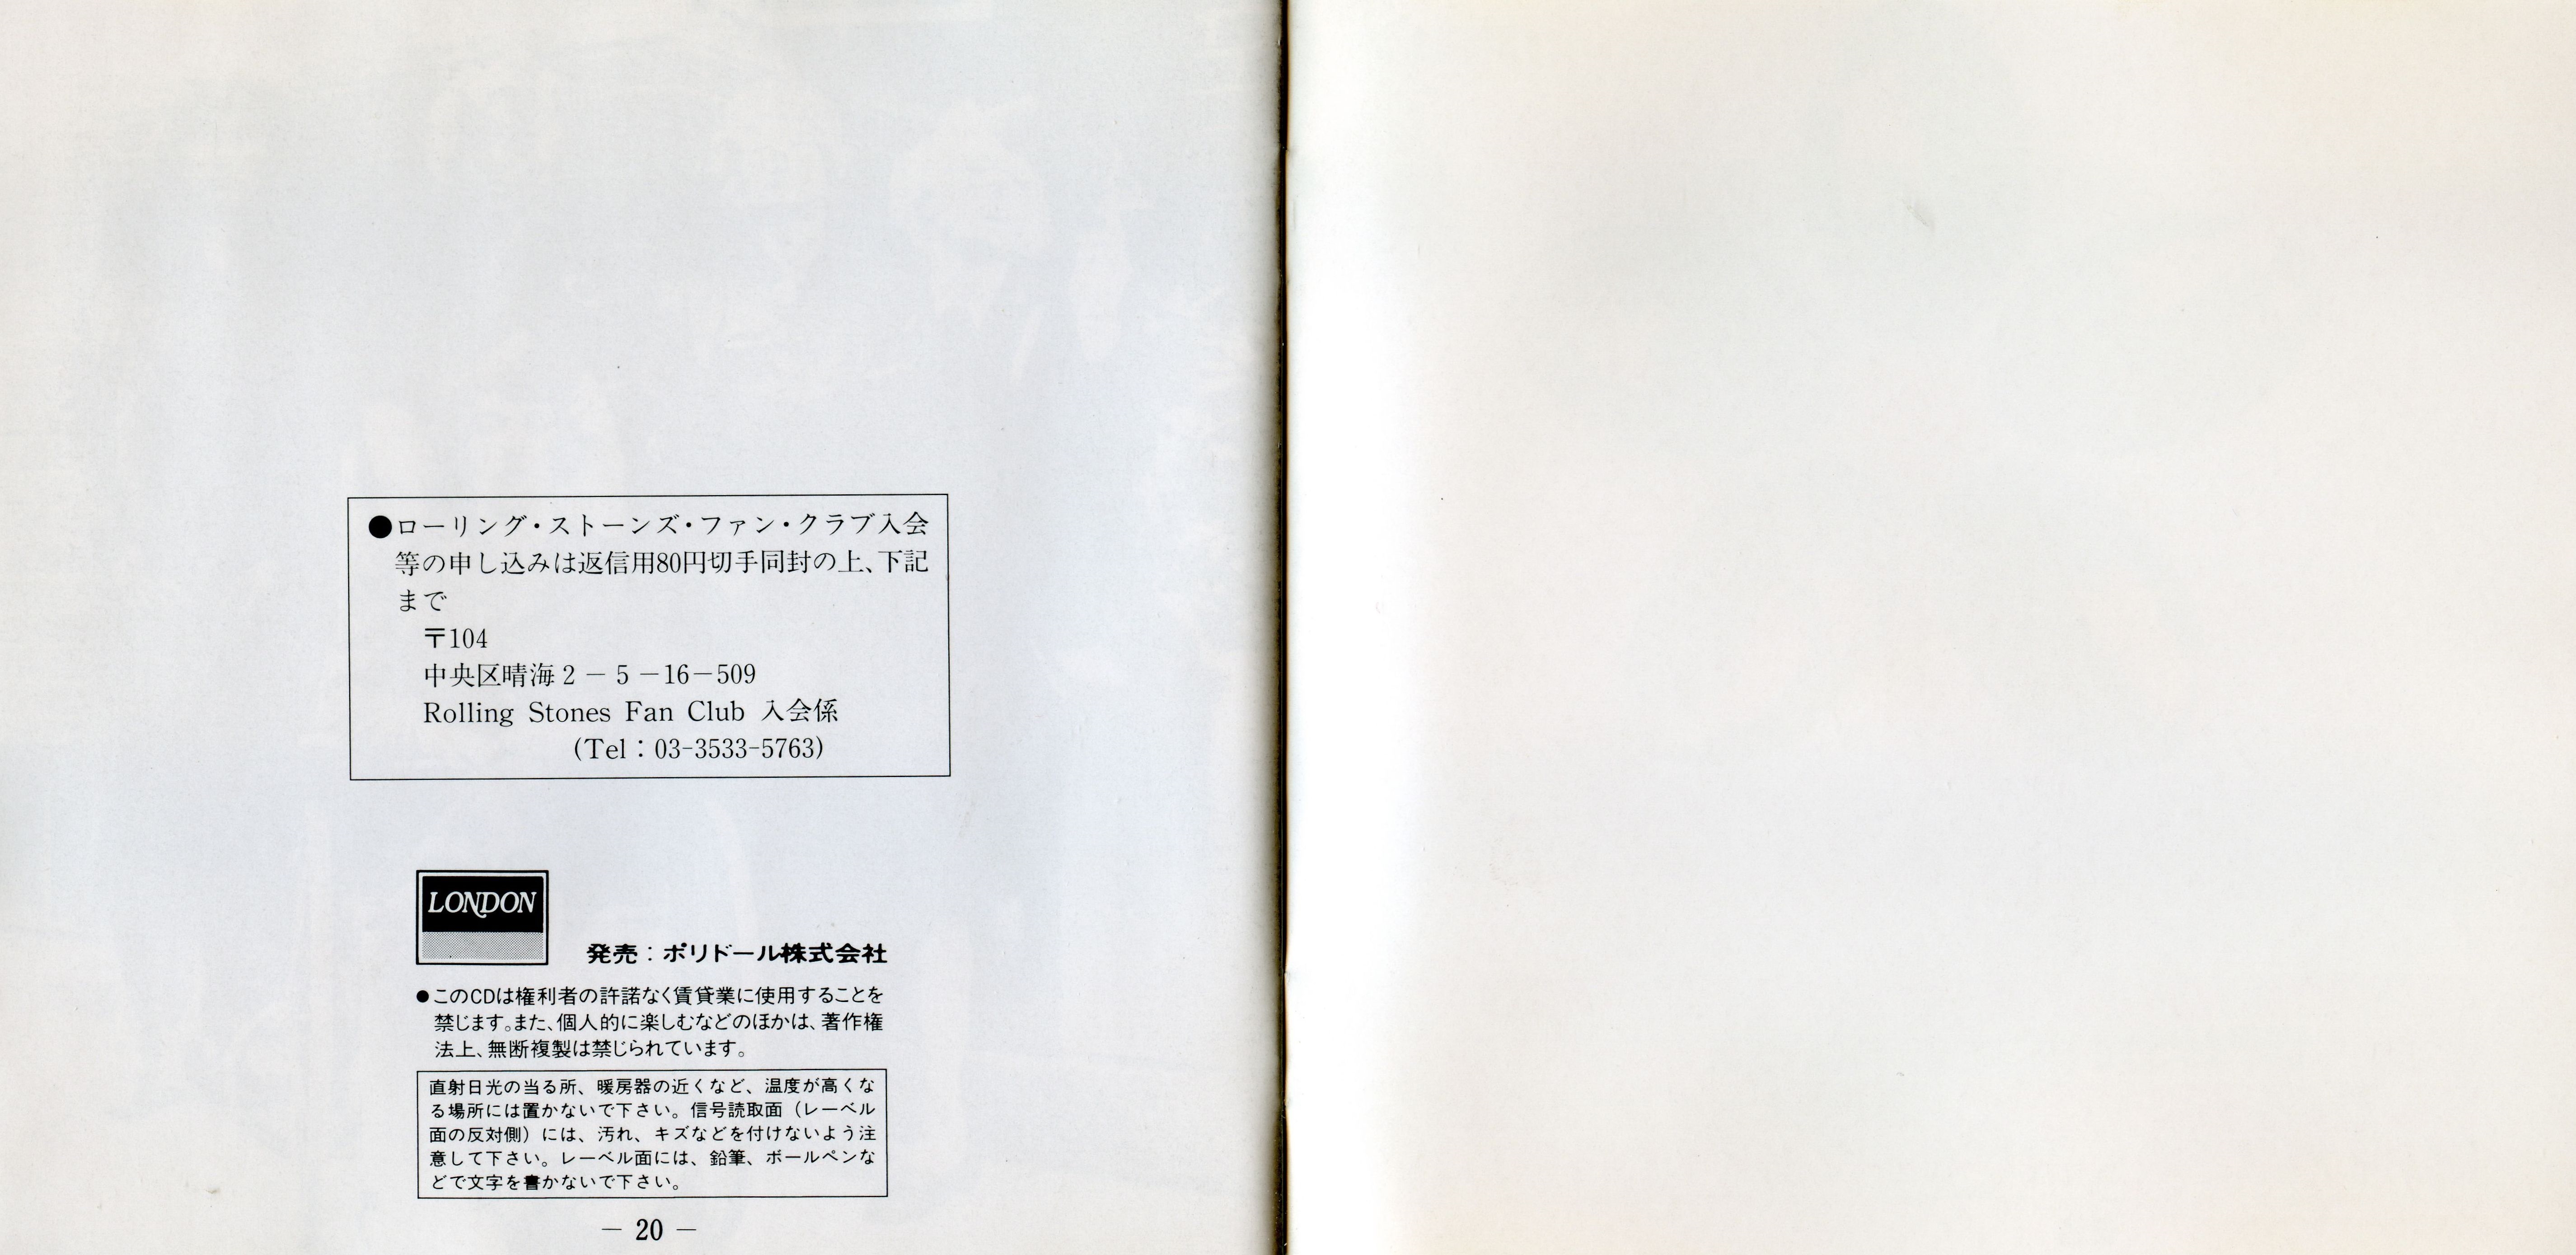 ●ローリング・ストーンズ・ファン・クラブ入会
等の申し込みは返信用80円切手同封の上、下記
まで
〒104
中央区晴海2－5－16－509
Rolling Stones Fan Club 入会係
(Tel：03-3533-5763)
LONDON
発売：ポリドール株式会社
●このCDは権利者の許諾なく賃貸業に使用することを
禁じます。また、個人的に楽しむなどのほかは、著作権
法上、無断複製は禁じられています。
直射日光の当る所、暖房器の近くなど、温度が高くな
る場所には置かないで下さい。信号読取面（レーベル
面の反対側）には、汚れ、キズなどを付けないよう注
意して下さい。レーベル面には、鉛筆、ボールペンな
どで文字を書かないで下さい。
— 20 —